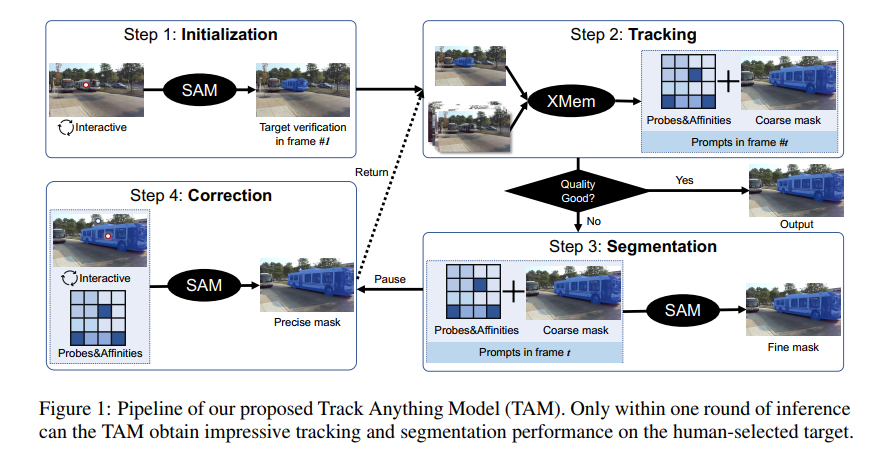 Step 1: Initialization
SAM
Interactive
Target verification
in frame #1
Step 2: Tracking
XMem
Probes&Affinities
Coarse mask
Prompts in frame #t
Quality
Good?
Yes
Output
No
Return
Step 3: Segmentation
Probes&Affinities
Coarse mask
Prompts in frame t
SAM
Fine mask
Pause
Step 4: Correction
Interactive
Probes&Affinities
SAM
Precise mask
Figure 1: Pipeline of our proposed Track Anything Model (TAM). Only within one round of inference
can the TAM obtain impressive tracking and segmentation performance on the human-selected target.